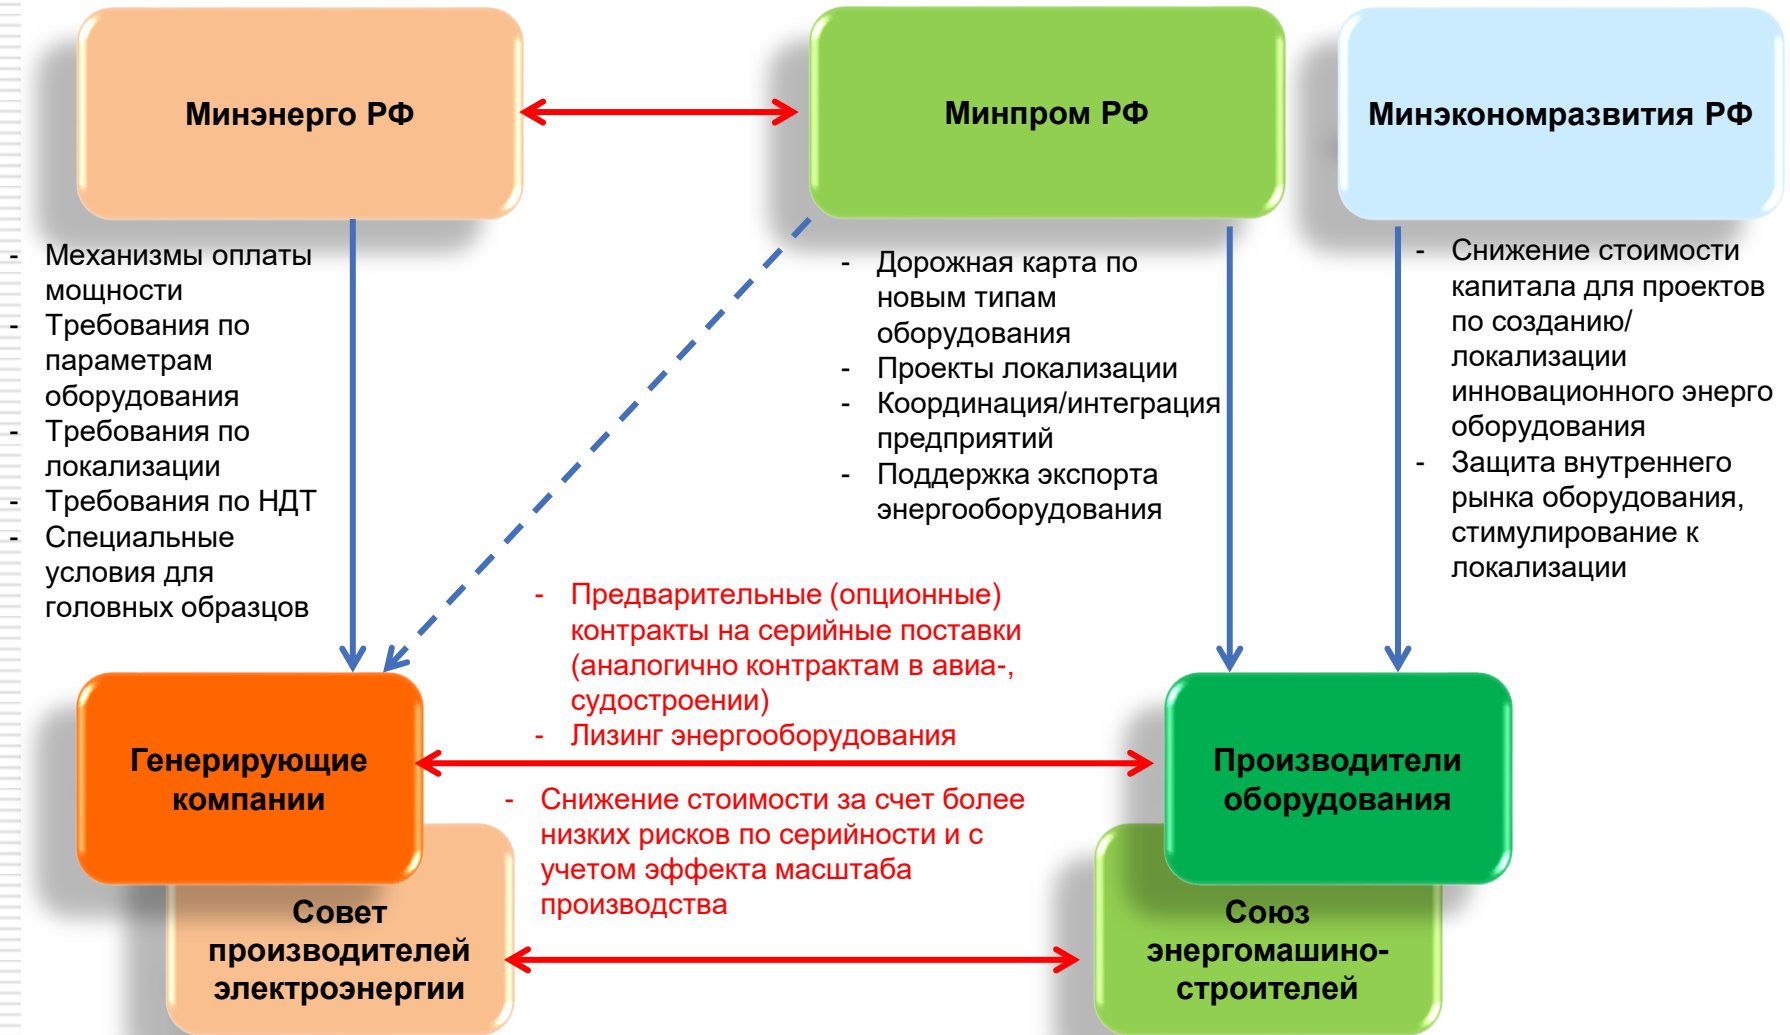 Минэнерго РФ
Минпром РФ
Минэкономразвития РФ
- Механизмы оплаты
мощности
- Требования по
параметрам
оборудования
- Требования по
локализации
- Требования по НДТ
- Специальные
условия для
головных образцов
- Дорожная карта по
новым типам
оборудования
- Проекты локализации
- Координация/интеграция
предприятий
- Поддержка экспорта
энергооборудования
- Снижение стоимости
капитала для проектов
по созданию/
локализации
инновационного энерго
оборудования
- Защита внутреннего
рынка оборудования,
стимулирование к
локализации
- Предварительные (опционные)
контракты на серийные поставки
(аналогично контрактам в авиа-,
судостроении)
- Лизинг энергооборудования
Генерирующие
компании
Производители
оборудования
- Снижение стоимости за счет более
низких рисков по серийности и с
учетом эффекта масштаба
производства
Совет
производителей
электроэнергии
Союз
энергомашино-
строителей